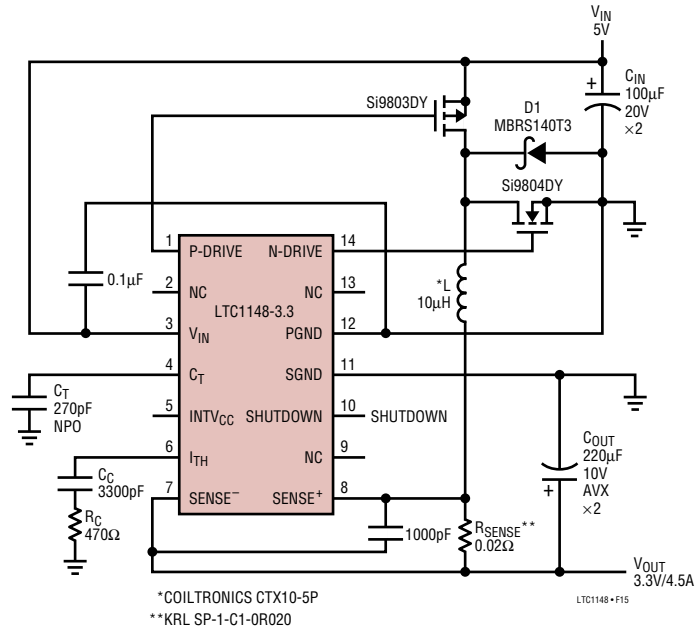 V_IN
5V
C_IN
100µF
20V
×2
Si9803DY
D1
MBRS140T3
Si9804DY
1 P-DRIVE N-DRIVE 14
0.1µF
2 NC NC 13
*L
10µH
LTC1148-3.3
3 V_IN PGND 12
4 C_T SGND 11
C_T
270pF
NPO
5 INTV_CC SHUTDOWN 10 SHUTDOWN
6 I_TH NC 9
C_OUT
220µF
10V
AVX
×2
+
+
C_C
3300pF
7 SENSE⁻ SENSE⁺ 8
R_C
470Ω
1000pF
R_SENSE**
0.02Ω
V_OUT
3.3V/4.5A
*COILTRONICS CTX10-5P
**KRL SP-1-C1-0R020
LTC1148 • F15